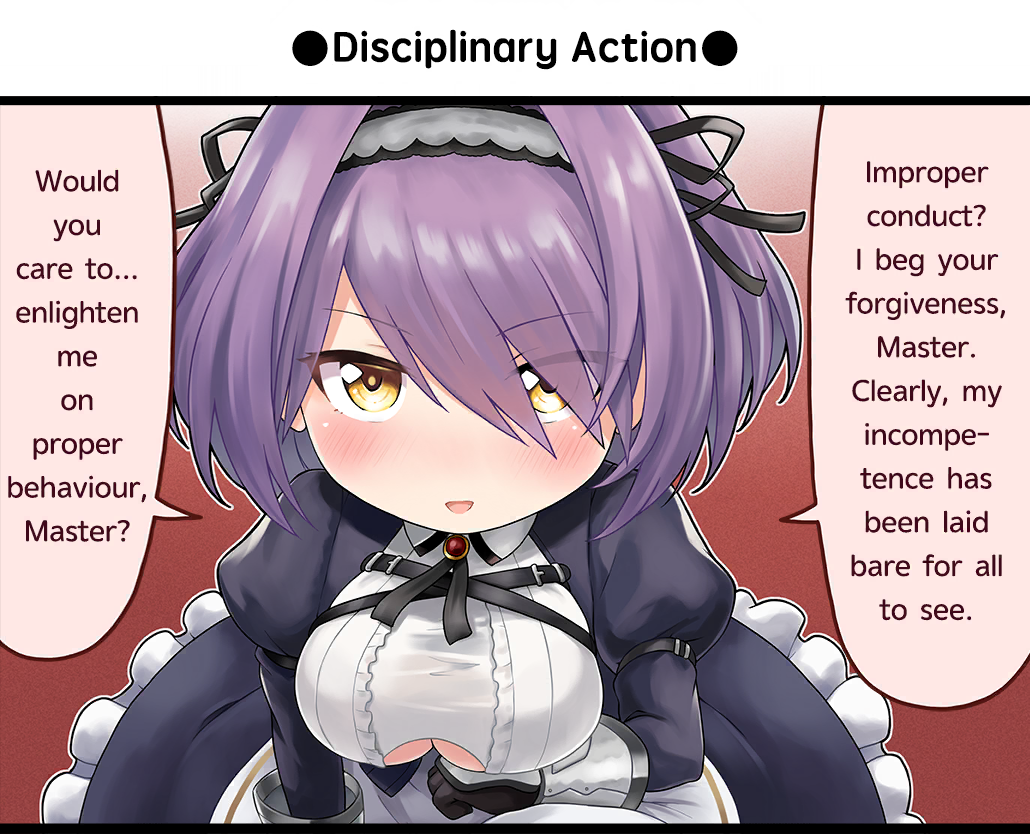 ●Disciplinary Action●
Improper
conduct?
I beg your
forgiveness,
Master.
Clearly, my
incompe-
tence has
been laid
bare for all
to see.
Would
you
care to...
enlighten
me
on
proper
behaviour,
Master?